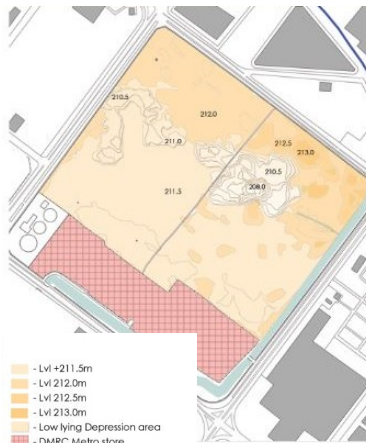 210.5
212.0
211.0
212.5
213.0
210.5
208.0
211.5
- Lvl +211.5m
- Lvl 212.0m
- Lvl 212.5m
- Lvl 213.0m
- Low lying Depression area
- DMRC Metro store